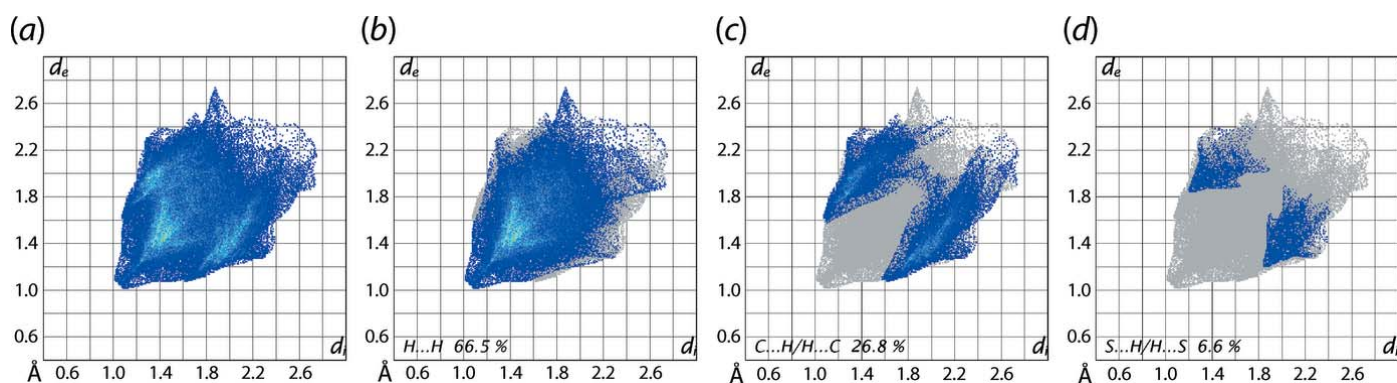 (a) (b) (c) (d)
dₑ dₑ dₑ dₑ
2.6 2.6 2.6 2.6
2.2 2.2 2.2 2.2
1.8 1.8 1.8 1.8
1.4 1.4 1.4 1.4
1.0 1.0 1.0 1.0
0.6 dᵢ 0.6 H...H 66.5 % dᵢ 0.6 C...H/H...C 26.8 % dᵢ 0.6 S...H/H...S 6.6 % dᵢ
Å 0.6 1.0 1.4 1.8 2.2 2.6 Å 0.6 1.0 1.4 1.8 2.2 2.6 Å 0.6 1.0 1.4 1.8 2.2 2.6 Å 0.6 1.0 1.4 1.8 2.2 2.6